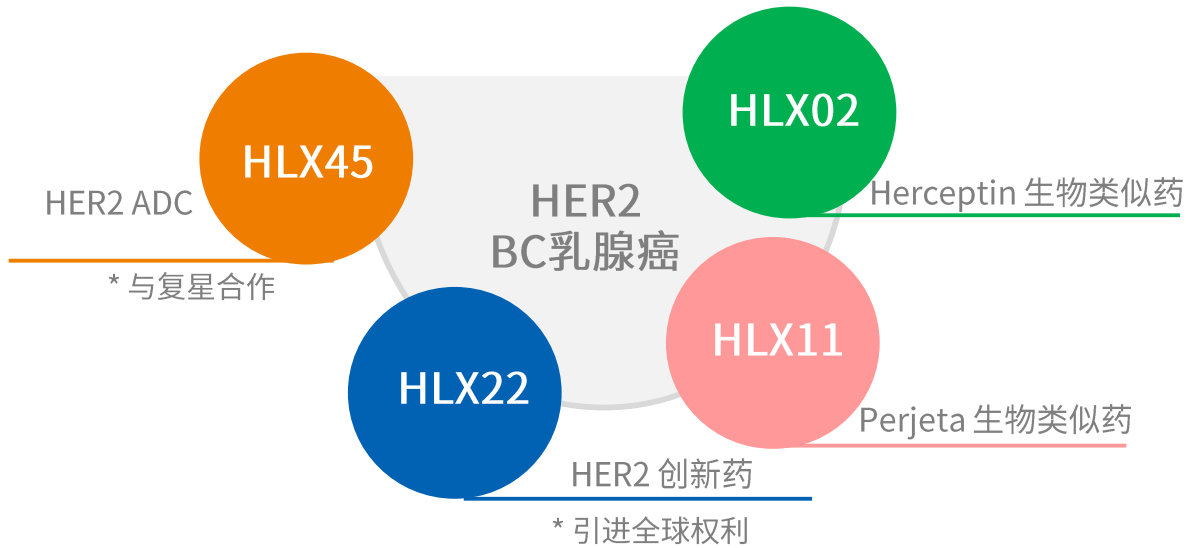 HLX02
Herceptin 生物类似药
HLX45
HER2 ADC
* 与复星合作
HER2
BC乳腺癌
HLX11
Perjeta 生物类似药
HLX22
HER2 创新药
* 引进全球权利